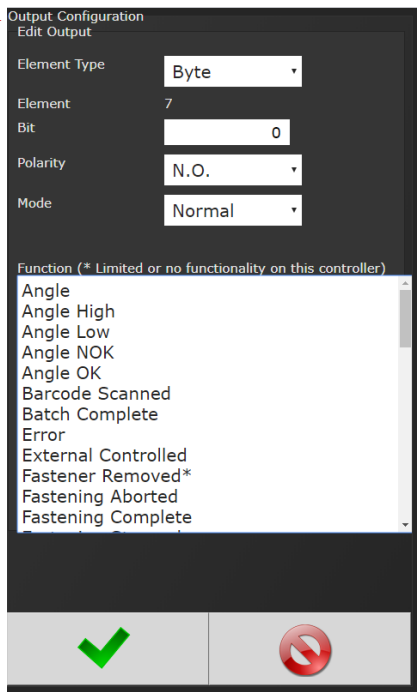 Output Configuration
Edit Output
Element Type Byte
Element 7
Bit 0
Polarity N.O.
Mode Normal
Function (* Limited or no functionality on this controller)
Angle
Angle High
Angle Low
Angle NOK
Angle OK
Barcode Scanned
Batch Complete
Error
External Controlled
Fastener Removed*
Fastening Aborted
Fastening Complete